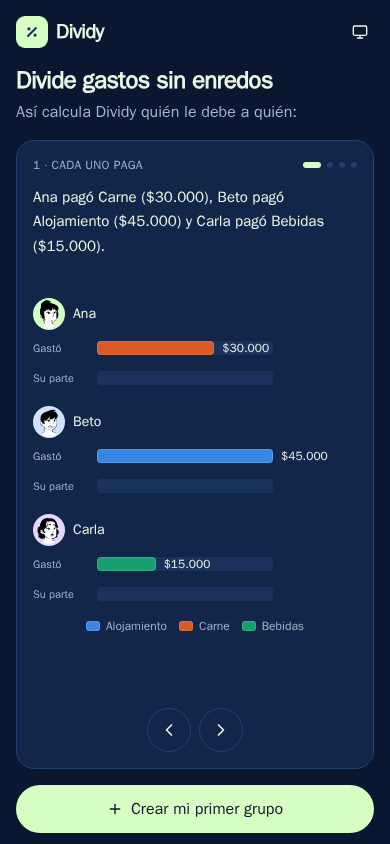 Dividy
Divide gastos sin enredos
Así calcula Dividy quién le debe a quién:
1 · CADA UNO PAGA
Ana pagó Carne ($30.000), Beto pagó
Alojamiento ($45.000) y Carla pagó Bebidas
($15.000).
Ana
Gastó $30.000
Su parte
Beto
Gastó $45.000
Su parte
Carla
Gastó $15.000
Su parte
Alojamiento Carne Bebidas
+ Crear mi primer grupo